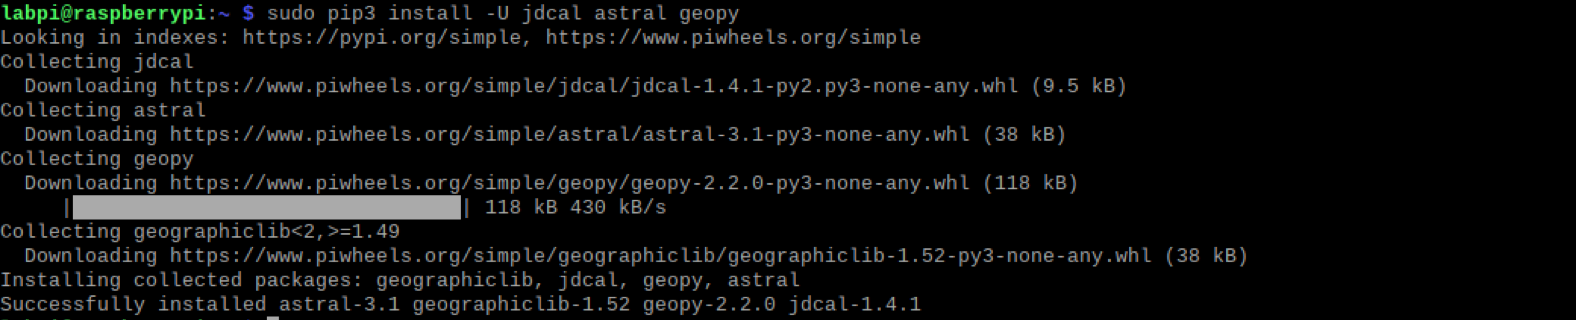 labpi@raspberrypi:~ $ sudo pip3 install -U jdcal astral geopy
Looking in indexes: https://pypi.org/simple, https://www.piwheels.org/simple
Collecting jdcal
  Downloading https://www.piwheels.org/simple/jdcal/jdcal-1.4.1-py2.py3-none-any.whl (9.5 kB)
Collecting astral
  Downloading https://www.piwheels.org/simple/astral/astral-3.1-py3-none-any.whl (38 kB)
Collecting geopy
  Downloading https://www.piwheels.org/simple/geopy/geopy-2.2.0-py3-none-any.whl (118 kB)
     |████████████████████████████████| 118 kB 430 kB/s
Collecting geographiclib<2,>=1.49
  Downloading https://www.piwheels.org/simple/geographiclib/geographiclib-1.52-py3-none-any.whl (38 kB)
Installing collected packages: geographiclib, jdcal, geopy, astral
Successfully installed astral-3.1 geographiclib-1.52 geopy-2.2.0 jdcal-1.4.1